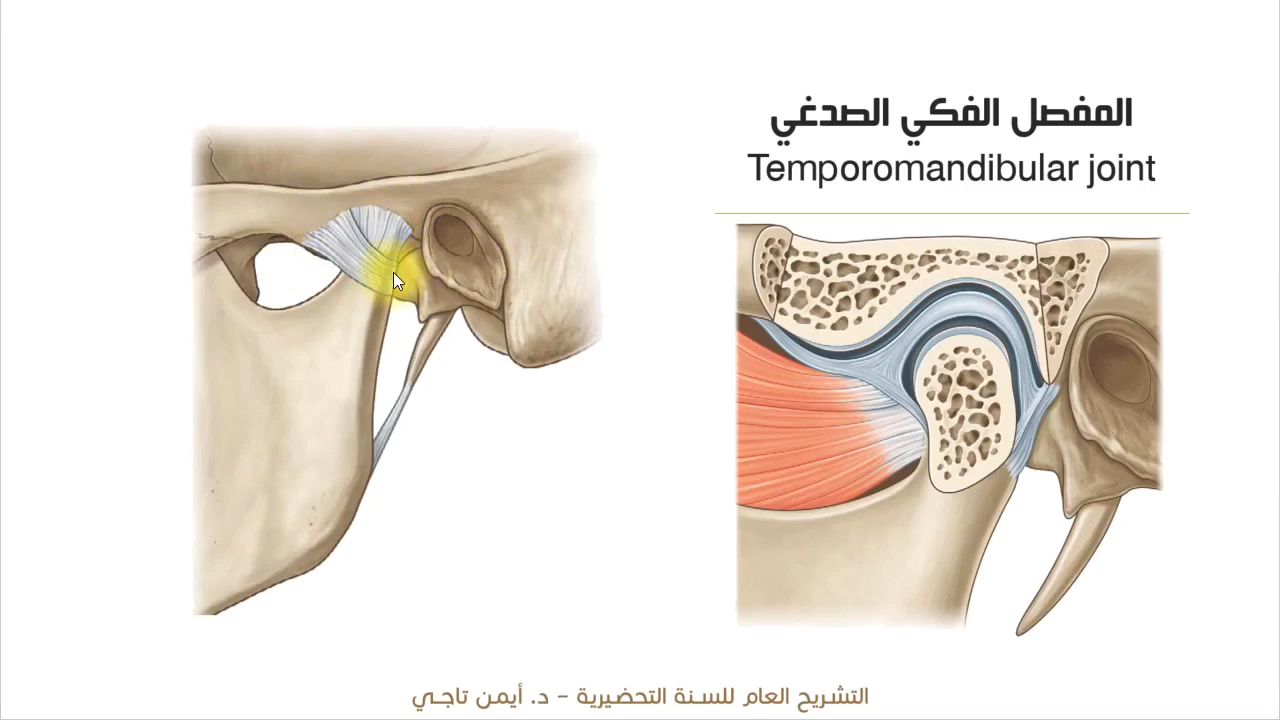 المفصل الفكي الصدغي
Temporomandibular joint
التشريح العام للسنة التحضيرية - د. أيمن تاجي